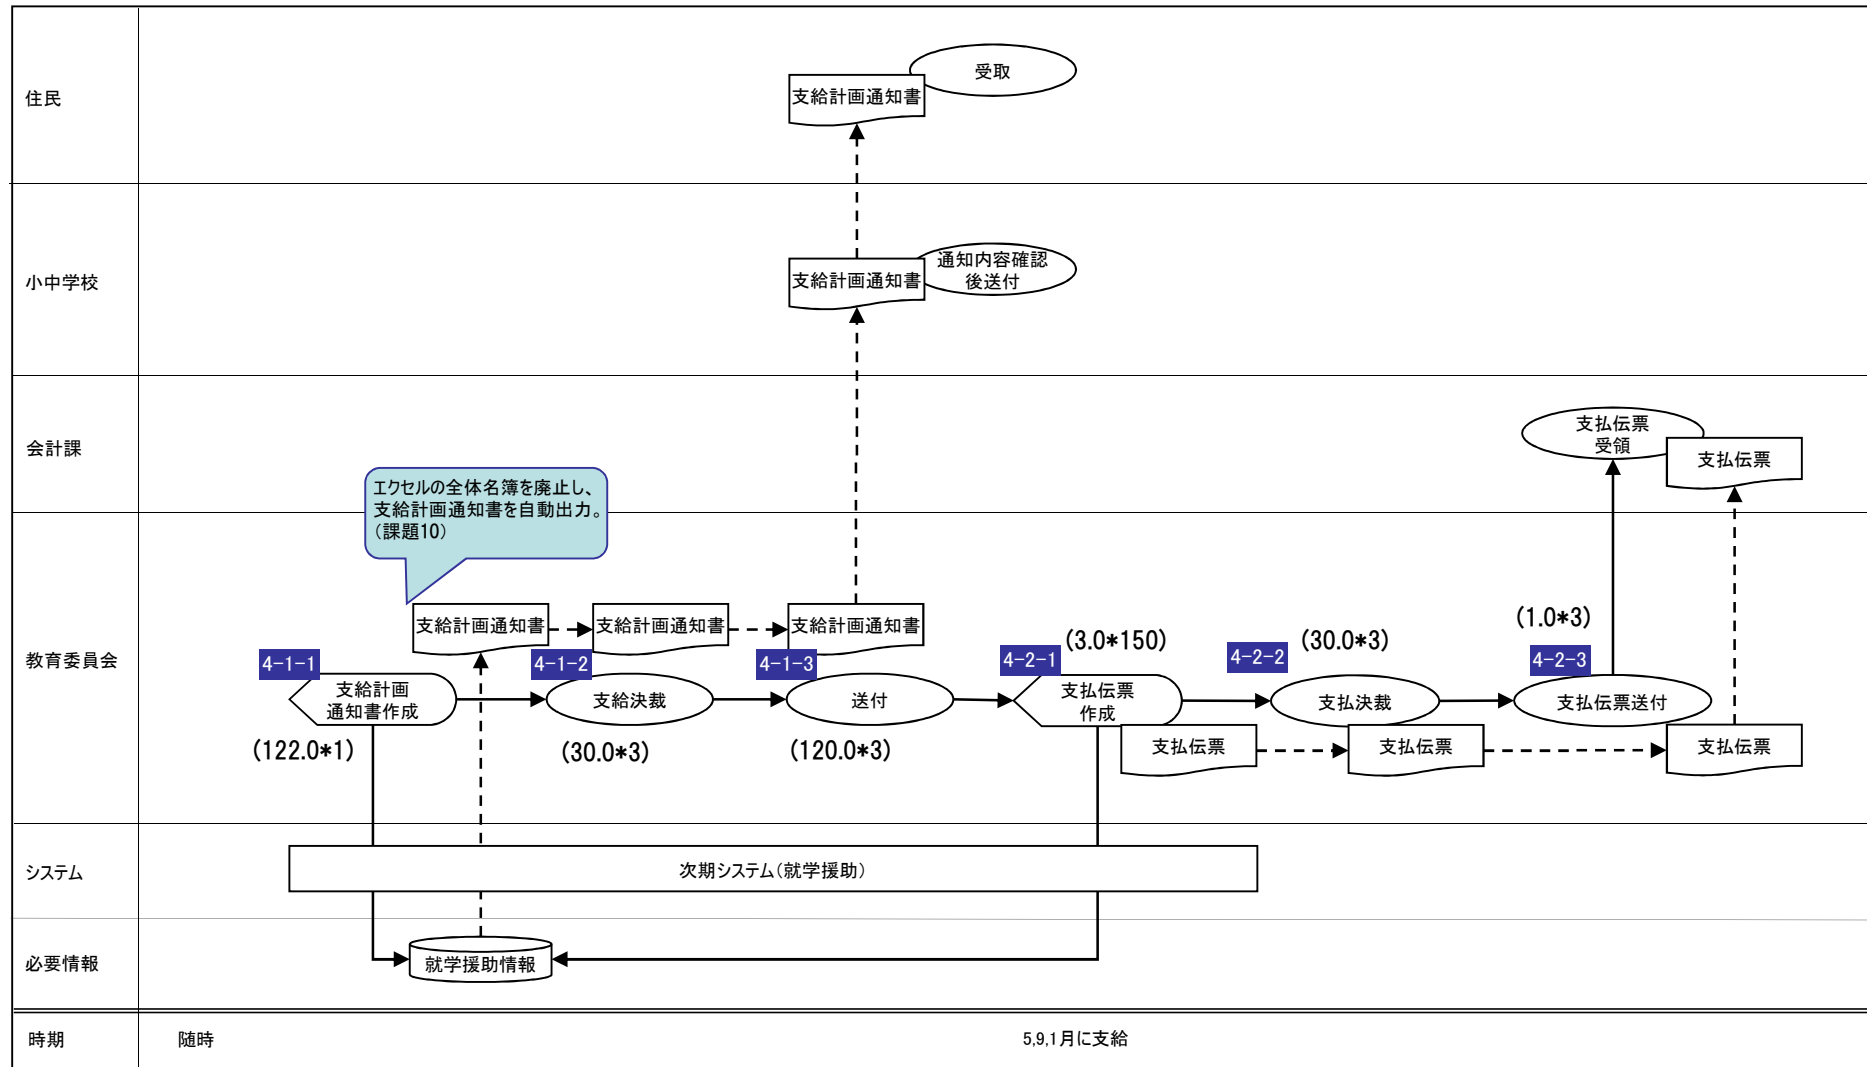 住民
受取
支給計画通知書
小中学校
通知内容確認
後送付
支給計画通知書
会計課
支払伝票
受領
支払伝票
エクセルの全体名簿を廃止し、
支給計画通知書を自動出力。
（課題10）
教育委員会
支給計画通知書
支給計画通知書
支給計画通知書
4-1-1
支給計画
通知書作成
(122.0*1)
4-1-2
支給決裁
(30.0*3)
4-1-3
送付
(120.0*3)
4-2-1
(3.0*150)
支払伝票
作成
支払伝票
4-2-2
(30.0*3)
支払決裁
支払伝票
4-2-3
(1.0*3)
支払伝票送付
支払伝票
システム
次期システム（就学援助）
必要情報
就学援助情報
時期
随時
5,9,1月に支給